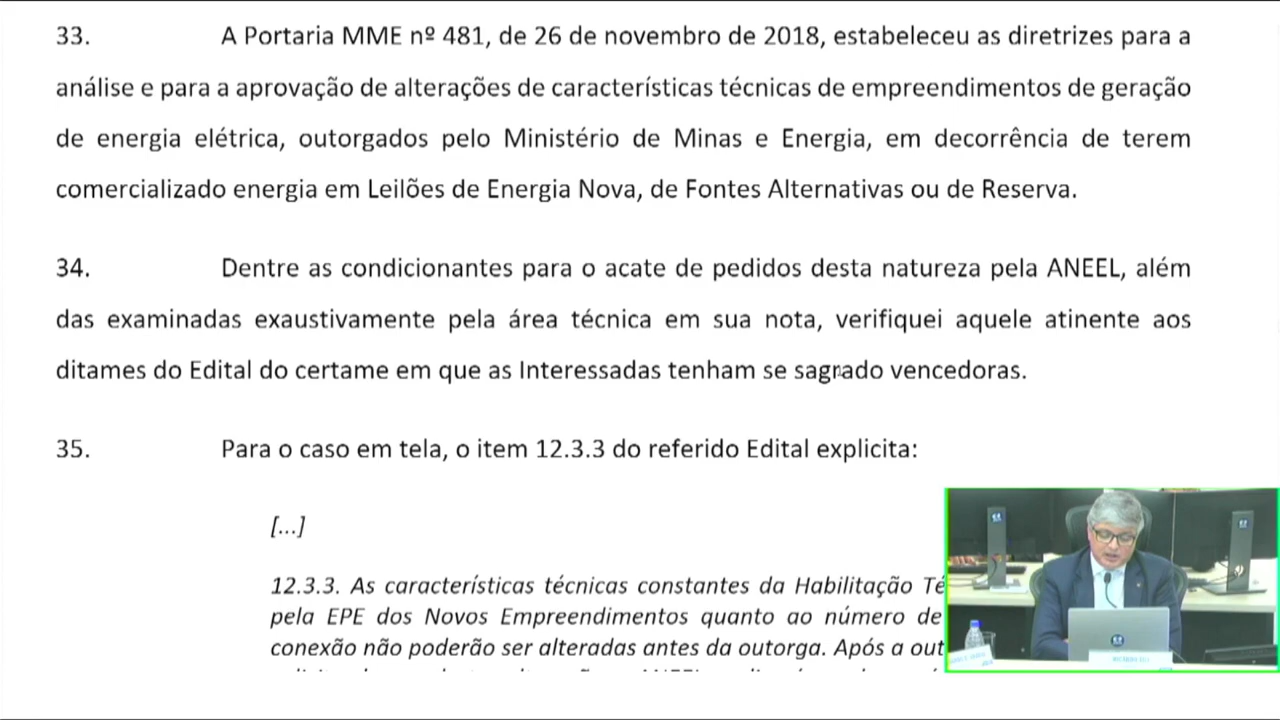 33. A Portaria MME nº 481, de 26 de novembro de 2018, estabeleceu as diretrizes para a
análise e para a aprovação de alterações de características técnicas de empreendimentos de geração
de energia elétrica, outorgados pelo Ministério de Minas e Energia, em decorrência de terem
comercializado energia em Leilões de Energia Nova, de Fontes Alternativas ou de Reserva.
34. Dentre as condicionantes para o acate de pedidos desta natureza pela ANEEL, além
das examinadas exaustivamente pela área técnica em sua nota, verifiquei aquele atinente aos
ditames do Edital do certame em que as Interessadas tenham se sagrado vencedoras.
35. Para o caso em tela, o item 12.3.3 do referido Edital explicita:
[...]
12.3.3. As características técnicas constantes da Habilitação Té
pela EPE dos Novos Empreendimentos quanto ao número de
conexão não poderão ser alteradas antes da outorga. Após a out